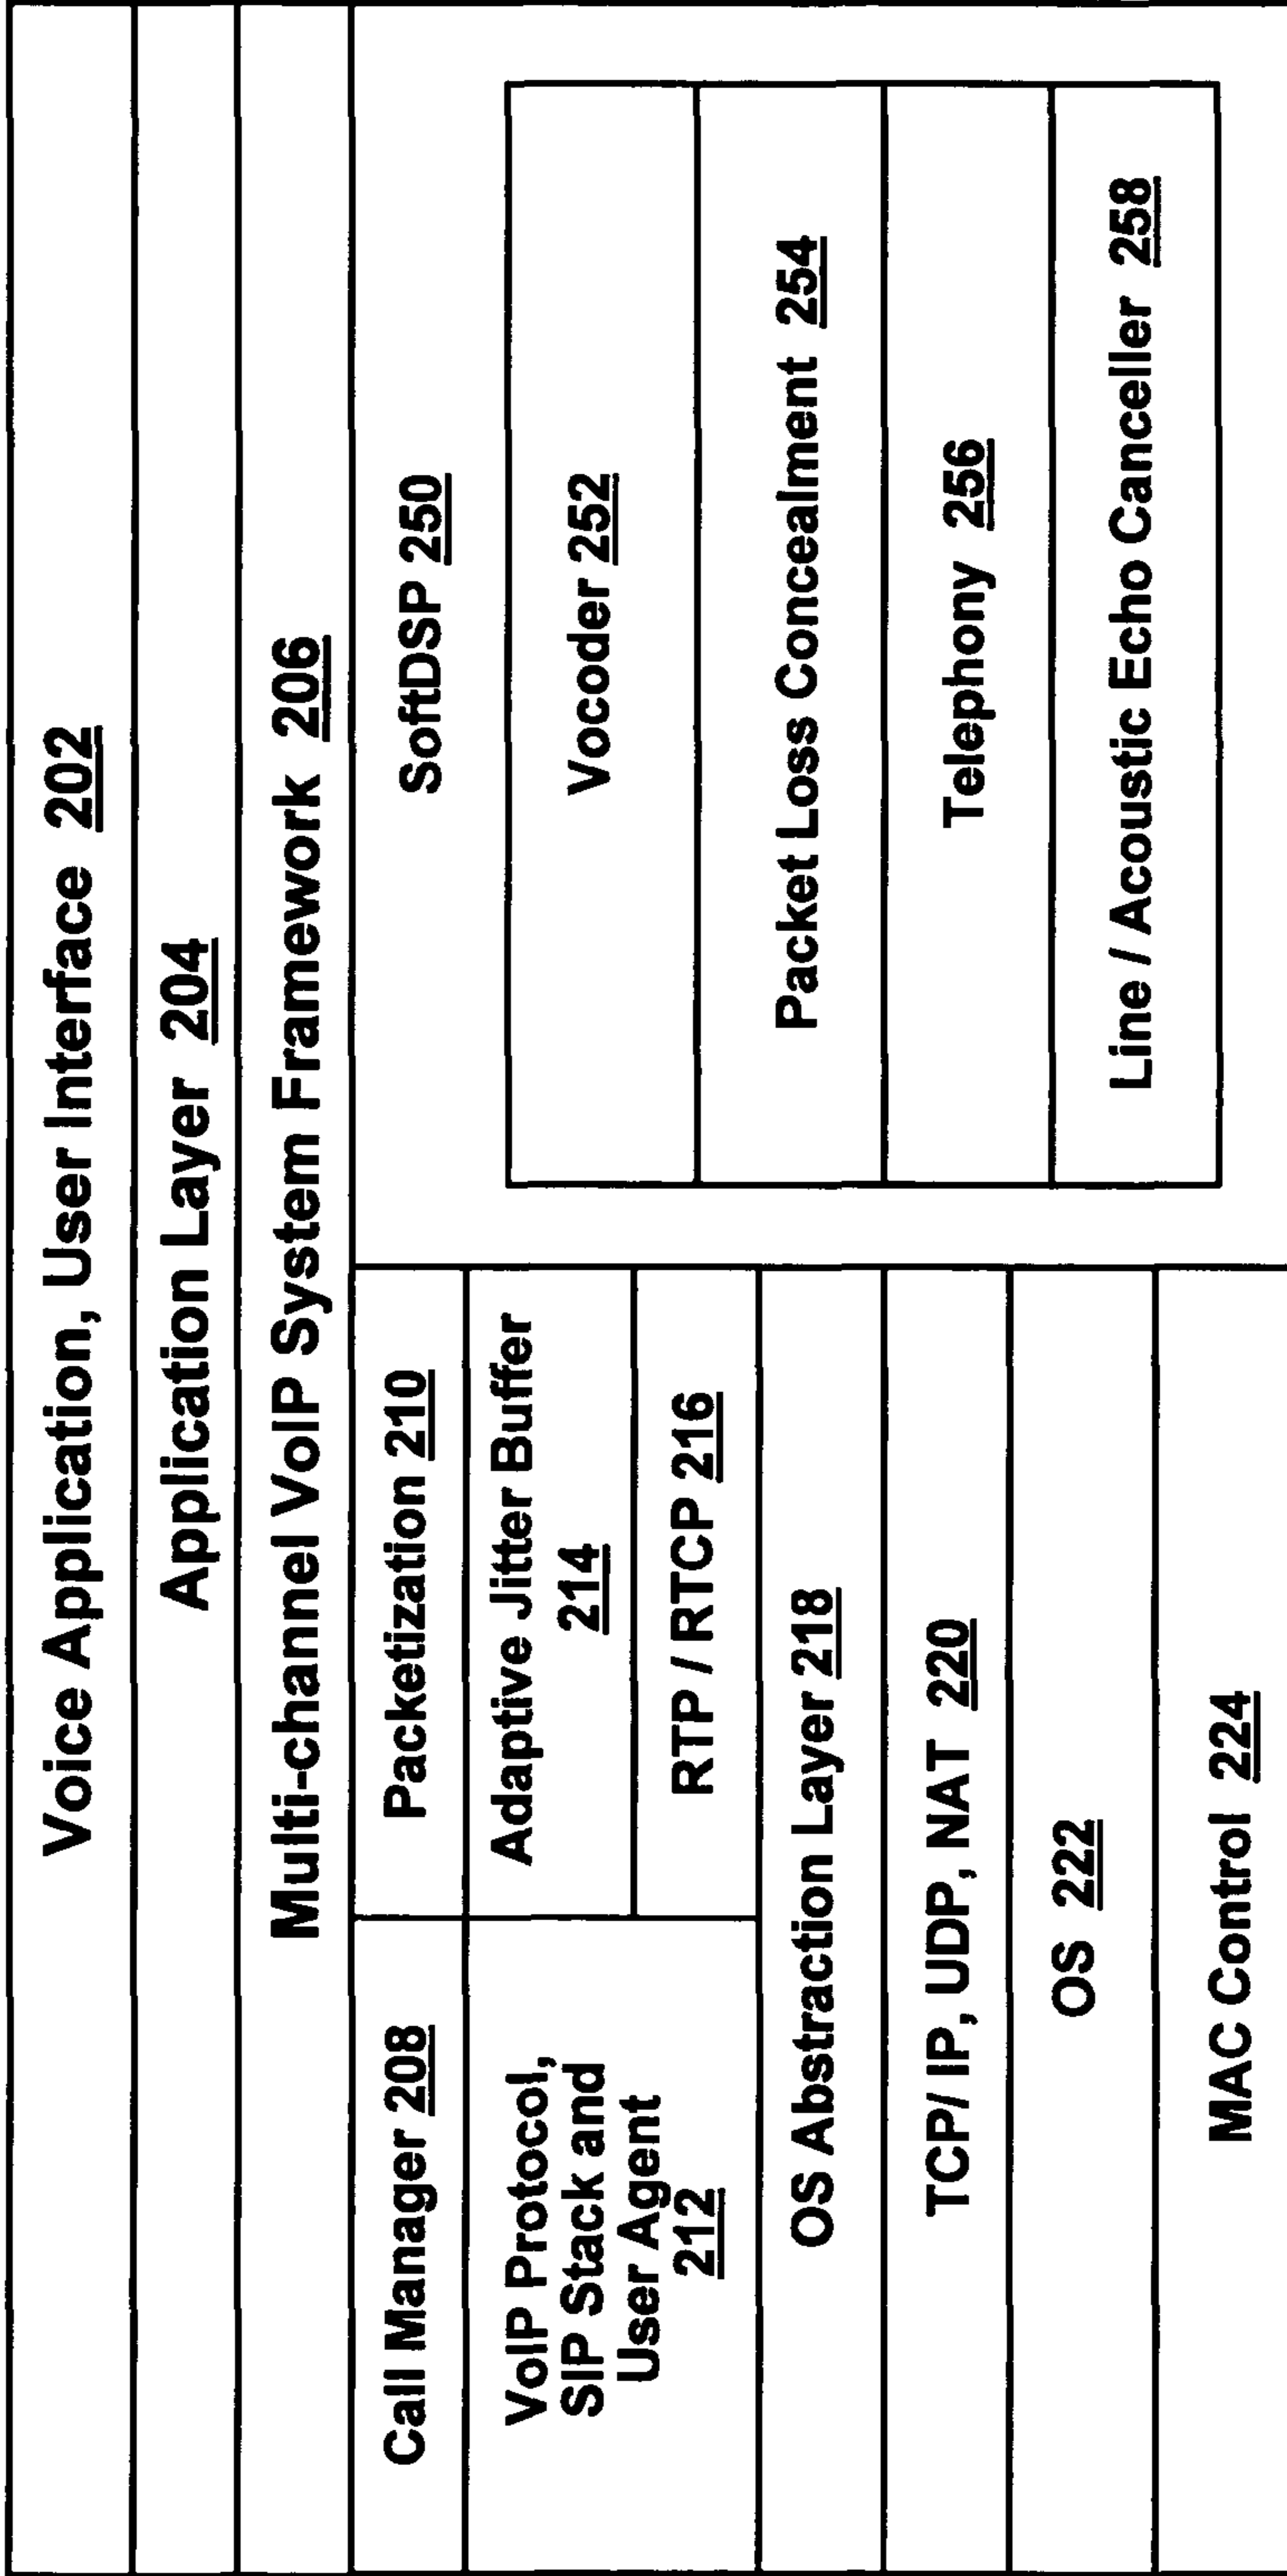 Voice Application, User Interface 202
Application Layer 204
Multi-channel VoIP System Framework 206
Call Manager 208
Packetization 210
VoIP Protocol,
SIP Stack and
User Agent
212
Adaptive Jitter Buffer
214
RTP / RTCP 216
OS Abstraction Layer 218
TCP/ IP, UDP, NAT 220
OS 222
MAC Control 224
SoftDSP 250
Vocoder 252
Packet Loss Concealment 254
Telephony 256
Line / Acoustic Echo Canceller 258